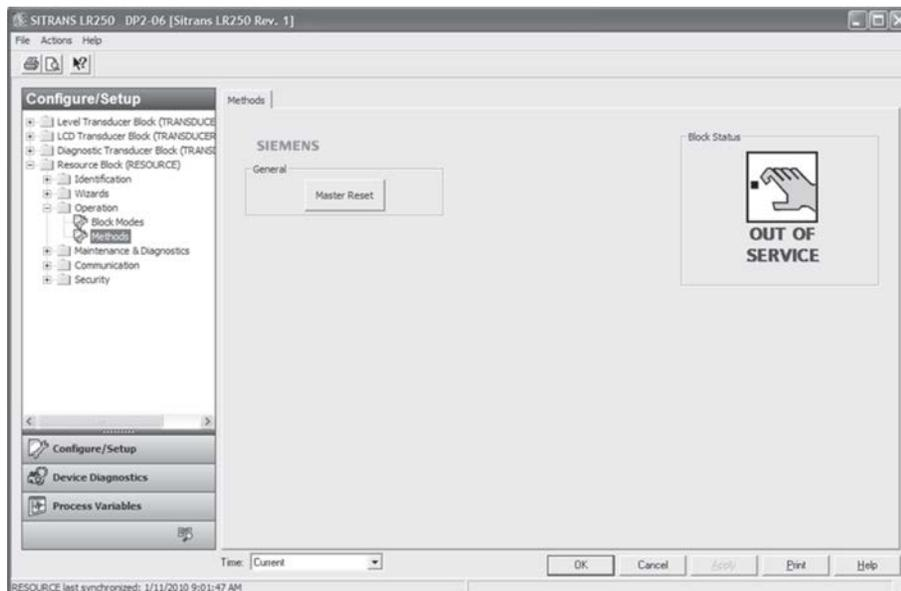 SITRANS LR250 DP2-06 [Sitrans LR250 Rev. 1]
File Actions Help
Configure/Setup
Level Transducer Block (TRANSDUCE
LCD Transducer Block (TRANSDUCER
Diagnostic Transducer Block (TRANS
Resource Block (RESOURCE)
Identification
Wizards
Operation
Block Modes
Methods
Maintenance & Diagnostics
Communication
Security
Configure/Setup
Device Diagnostics
Process Variables
Methods
SIEMENS
General
Master Reset
Block Status
OUT OF
SERVICE
Time: Current
OK Cancel Apply Print Help
RESOURCE last synchronized: 1/11/2010 9:01:47 AM